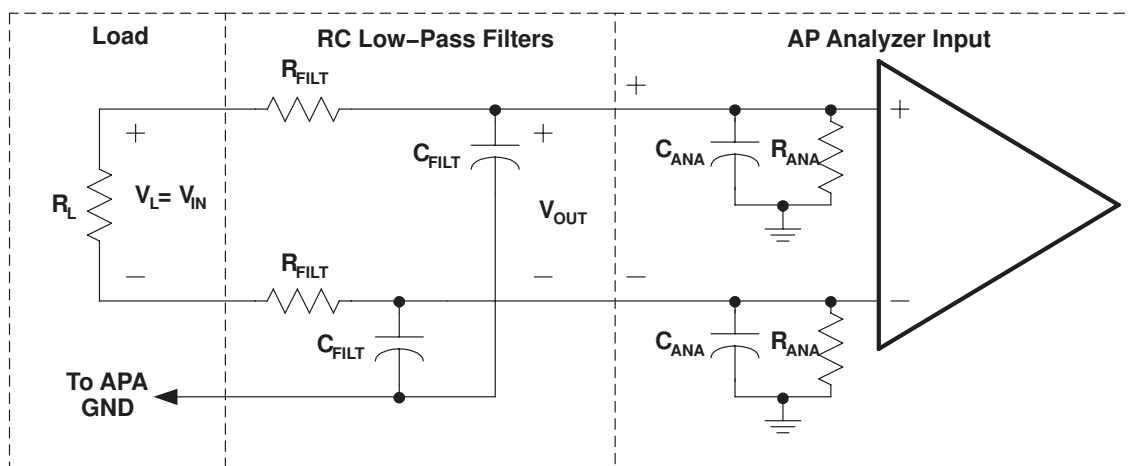 Load
RC Low−Pass Filters
AP Analyzer Input
R_FILT
+
+
+
+
C_FILT
C_ANA
R_ANA
R_L
V_L= V_IN
V_OUT
−
R_FILT
−
−
−
C_FILT
C_ANA
R_ANA
To APA
GND